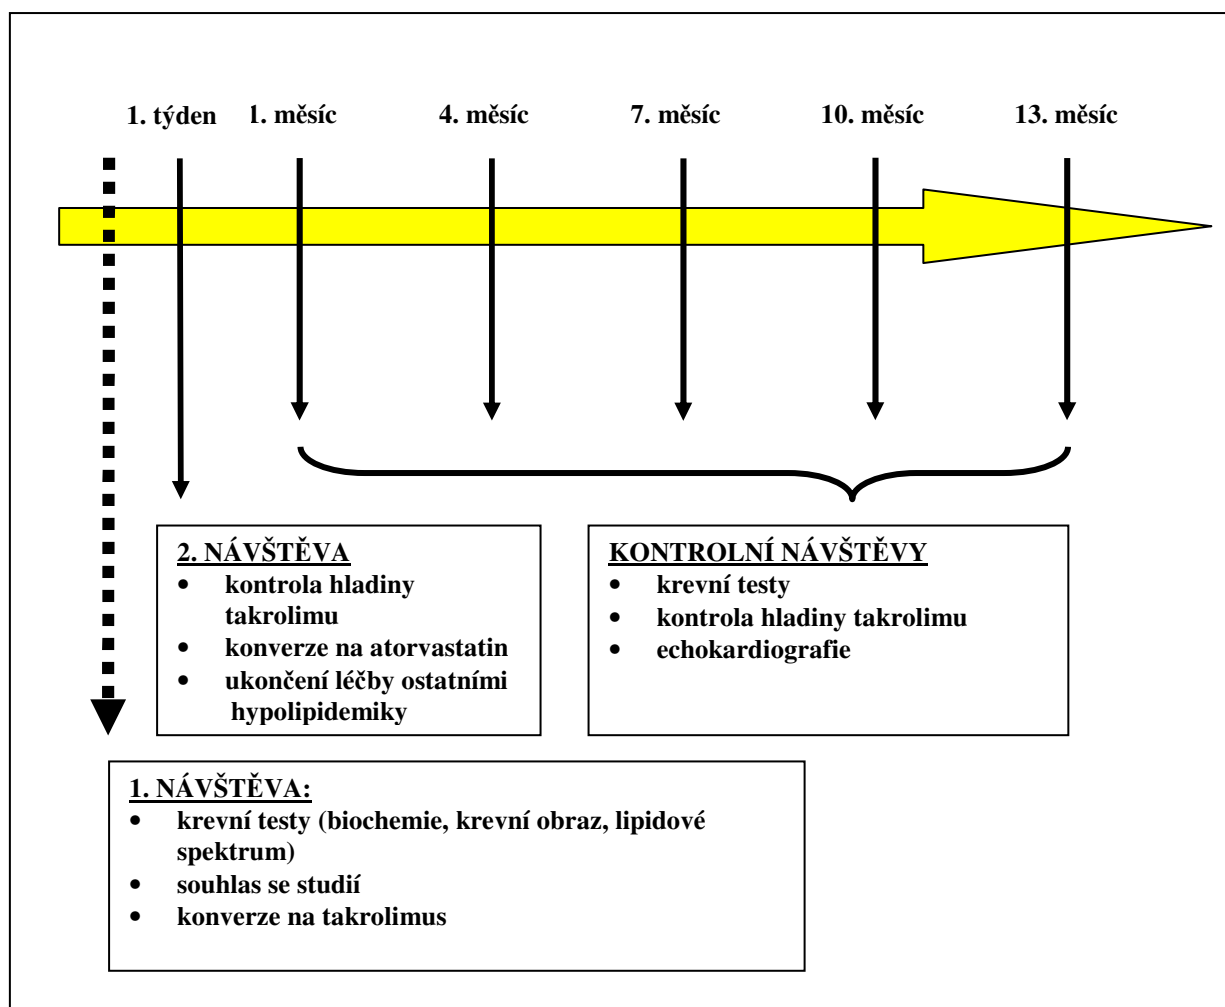 1. týden 1. měsíc 4. měsíc 7. měsíc 10. měsíc 13. měsíc
2. NÁVŠTĚVA
• kontrola hladiny
takrolimu
• konverze na atorvastatin
• ukončení léčby ostatními
hypolipidemiky
KONTROLNÍ NÁVŠTĚVY
• krevní testy
• kontrola hladiny takrolimu
• echokardiografie
1. NÁVŠTĚVA:
• krevní testy (biochemie, krevní obraz, lipidové
spektrum)
• souhlas se studií
• konverze na takrolimus